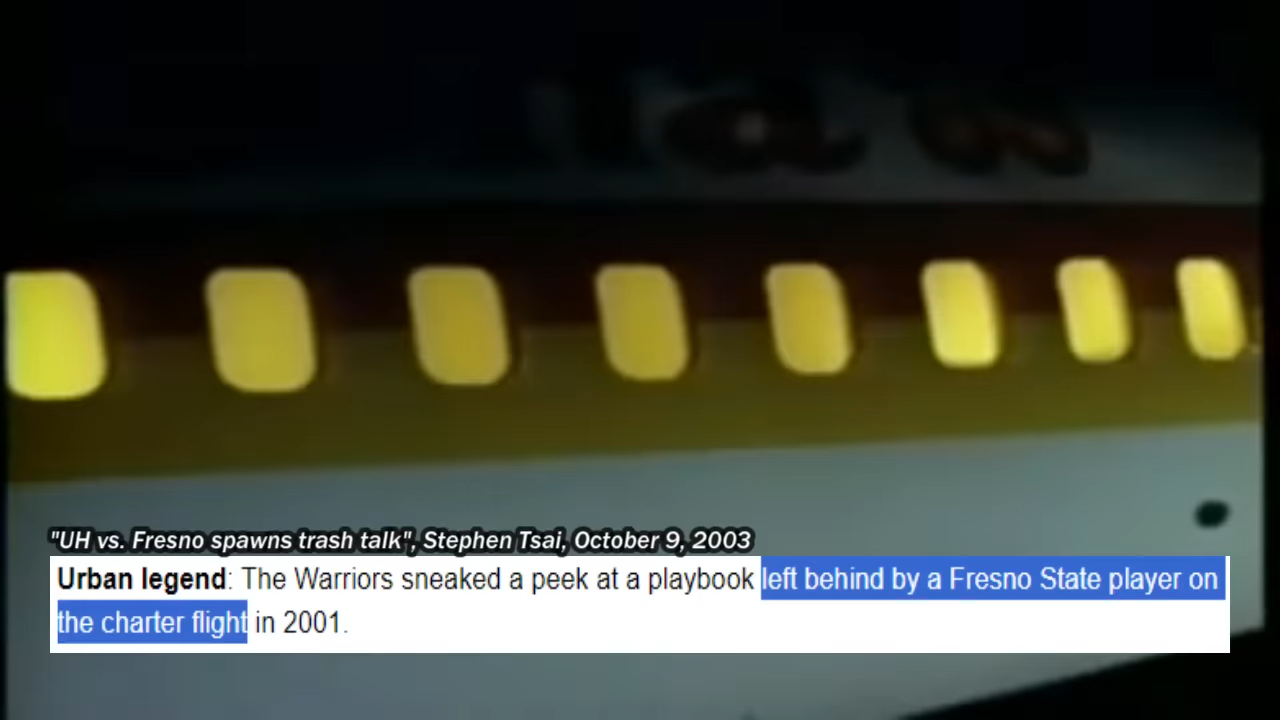 "UH vs. Fresno spawns trash talk", Stephen Tsai, October 9, 2003
Urban legend: The Warriors sneaked a peek at a playbook left behind by a Fresno State player on
the charter flight in 2001.